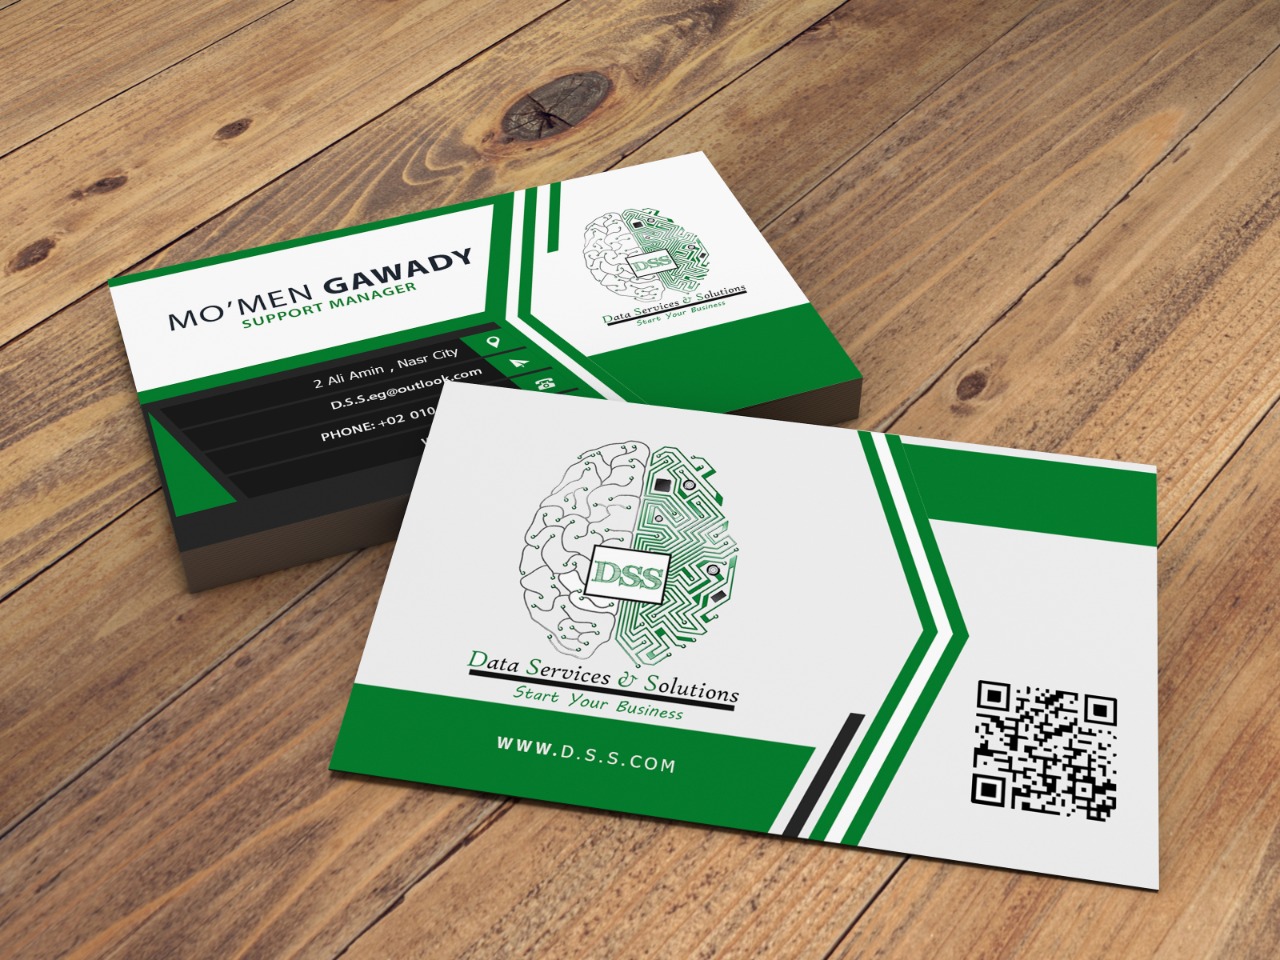 MO’MEN GAWADY
SUPPORT MANAGER
2 Ali Amin , Nasr City
D.S.S.eg@outlook.com
PHONE: +02 010
DSS
Data Services & Solutions
Start Your Business
DSS
Data Services & Solutions
Start Your Business
WWW.D.S.S.COM